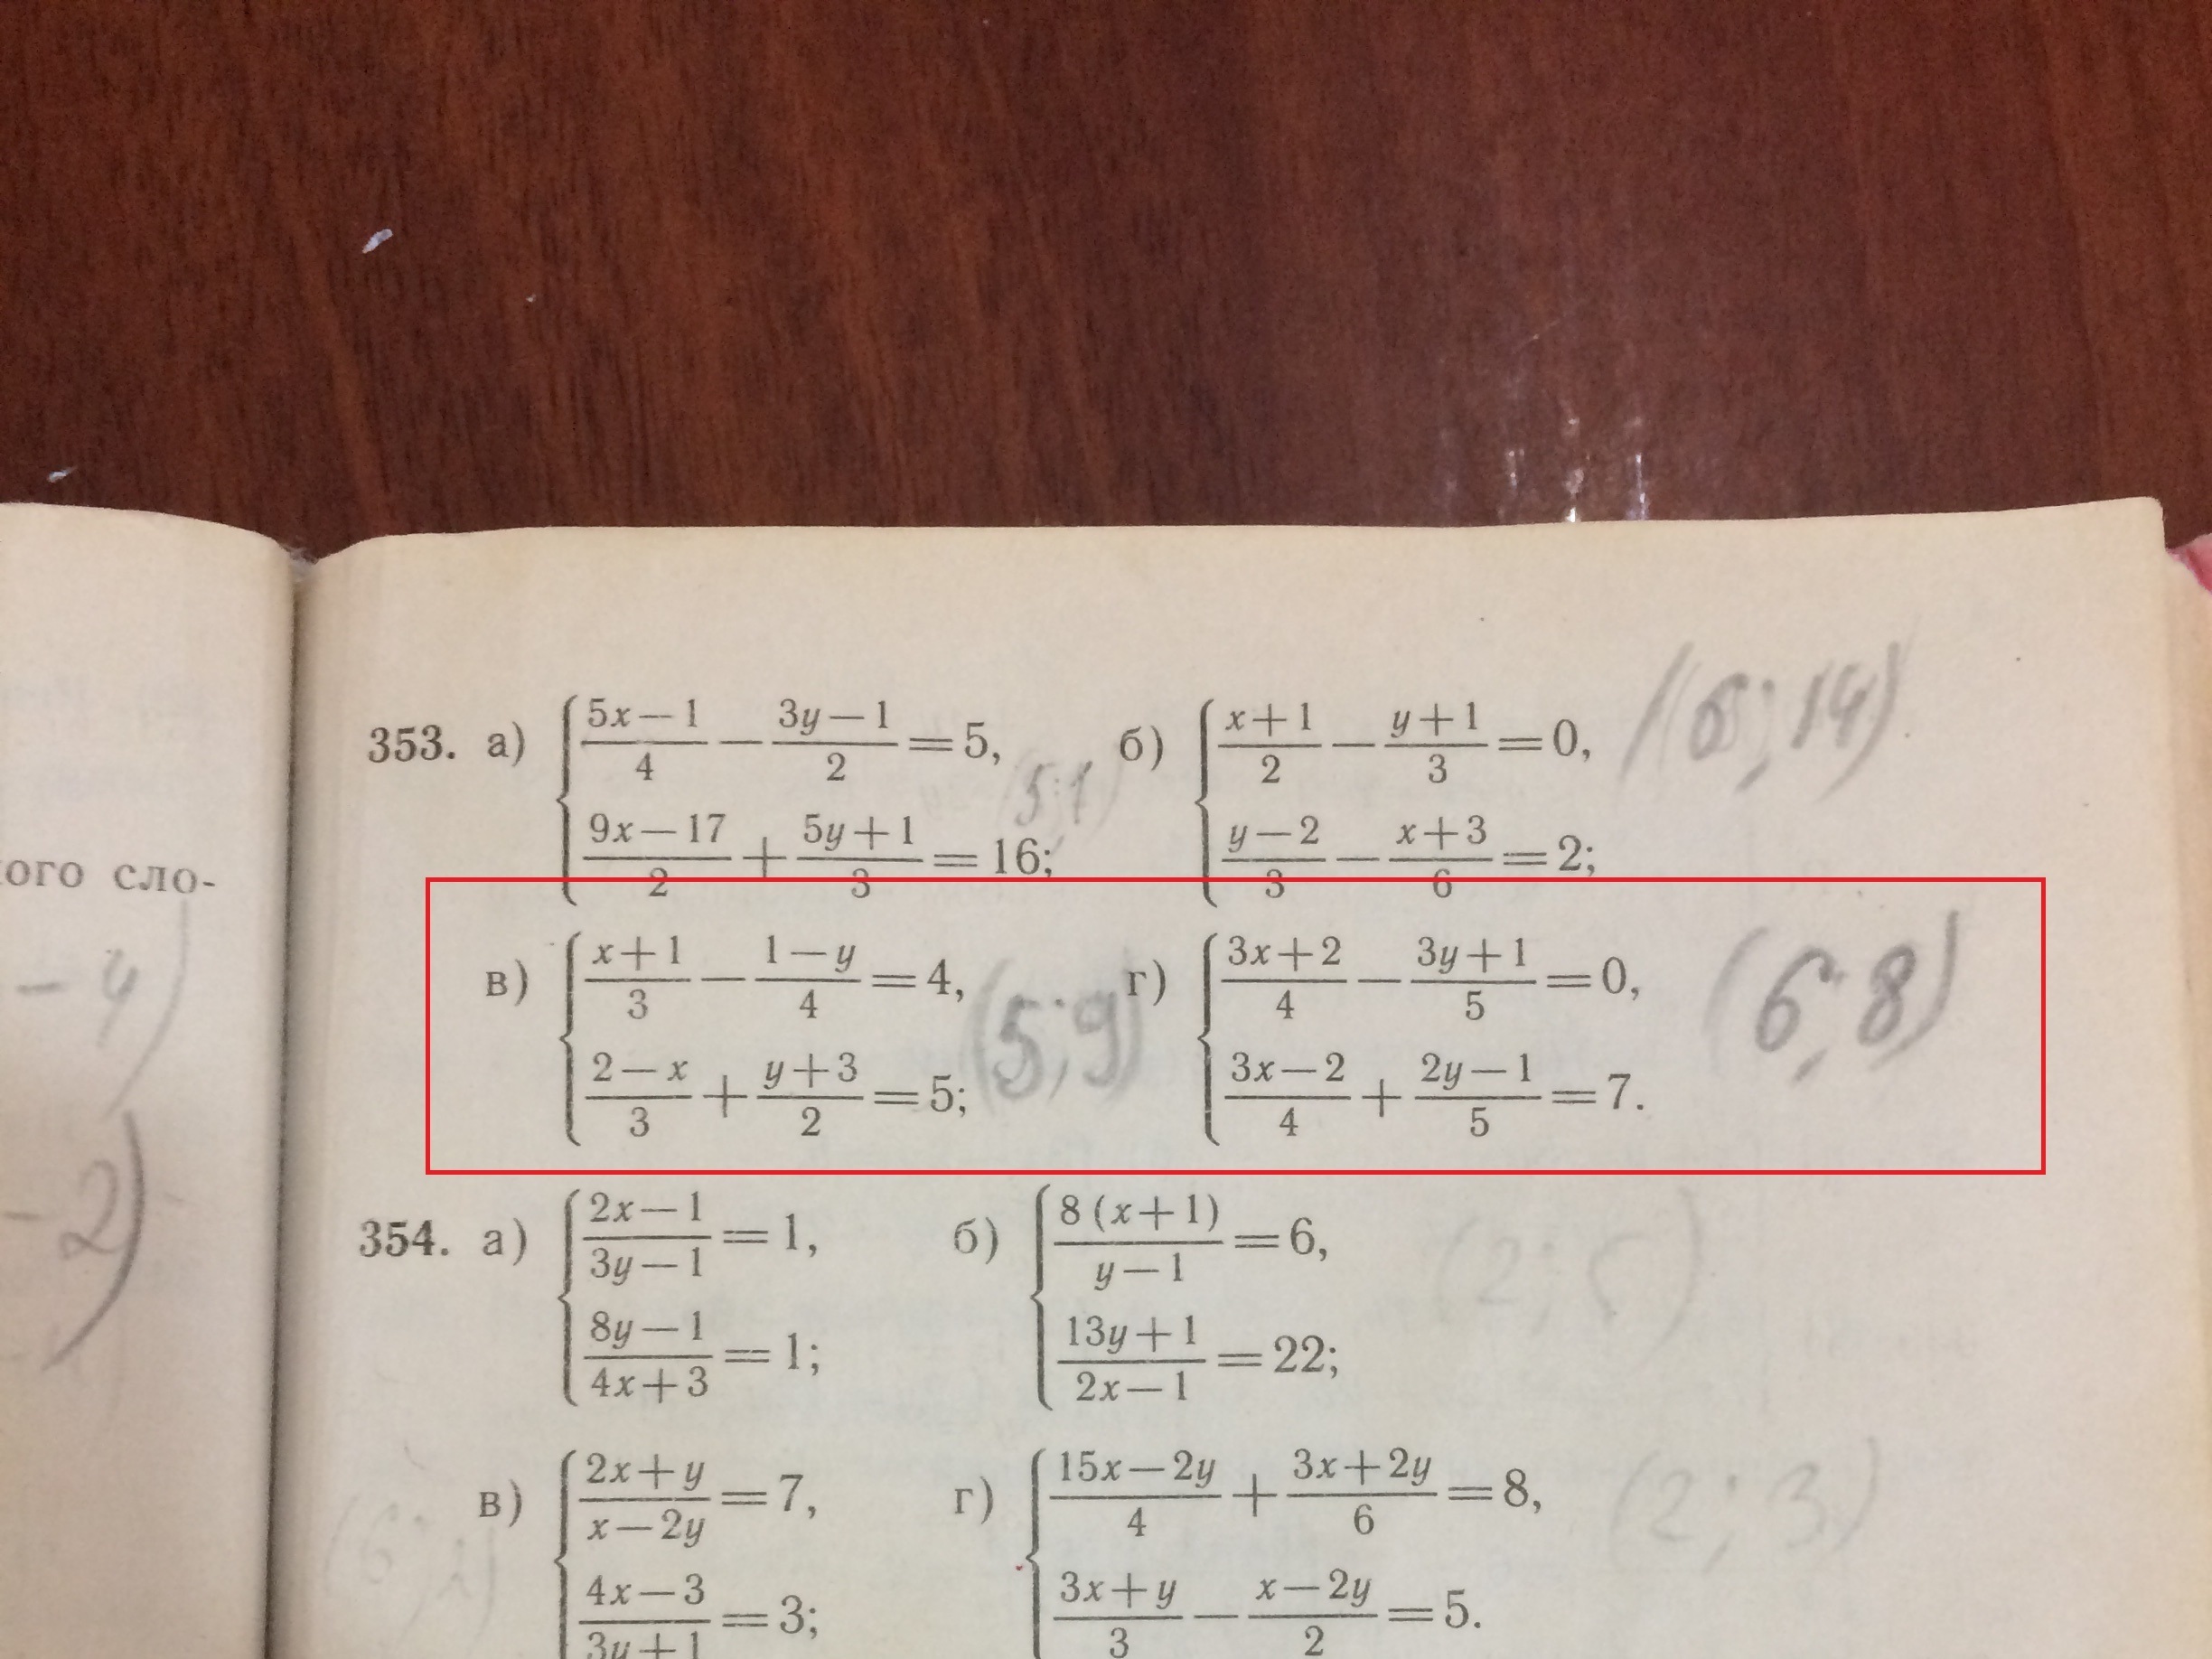 ого сло-
- 4)
- 2)
353. а) { (5x − 1)/4 − (3y − 1)/2 = 5, (5;1)
(9x − 17)/2 + (5y + 1)/3 = 16;
б) { (x + 1)/2 − (y + 1)/3 = 0, (14)
(y − 2)/3 − (x + 3)/6 = 2;
в) { (x + 1)/3 − (1 − y)/4 = 4, (5;9)
(2 − x)/3 + (y + 3)/2 = 5;
г) { (3x + 2)/4 − (3y + 1)/5 = 0, (6;8)
(3x − 2)/4 + (2y − 1)/5 = 7.
354. а) { (2x − 1)/(3y − 1) = 1,
(8y − 1)/(4x + 3) = 1;
б) { 8(x + 1)/(y − 1) = 6,
(13y + 1)/(2x − 1) = 22;
в) { (2x + y)/(x − 2y) = 7,
(4x − 3)/(3y + 1) = 3;
г) { (15x − 2y)/4 + (3x + 2y)/6 = 8, (2;3)
(3x + y)/3 − (x − 2y)/2 = 5.